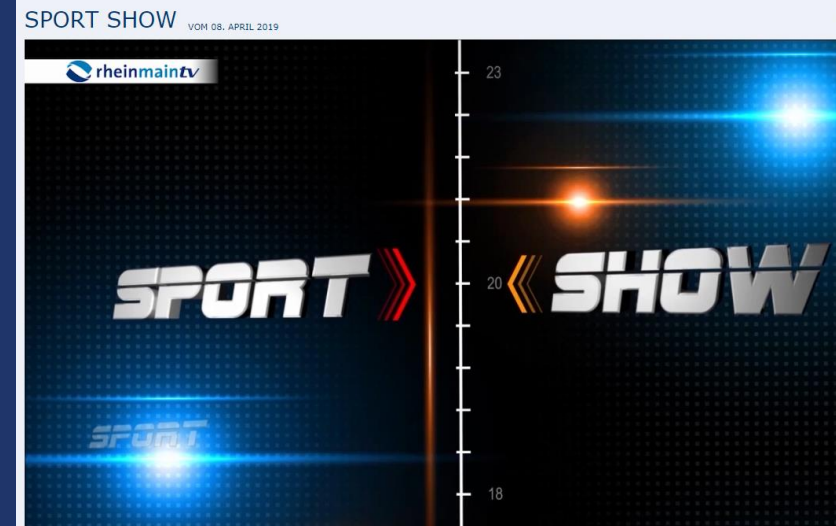 SPORT SHOW VOM 08. APRIL 2019
rheinmaintv
23
SPORT
20
SHOW
SPORT
18